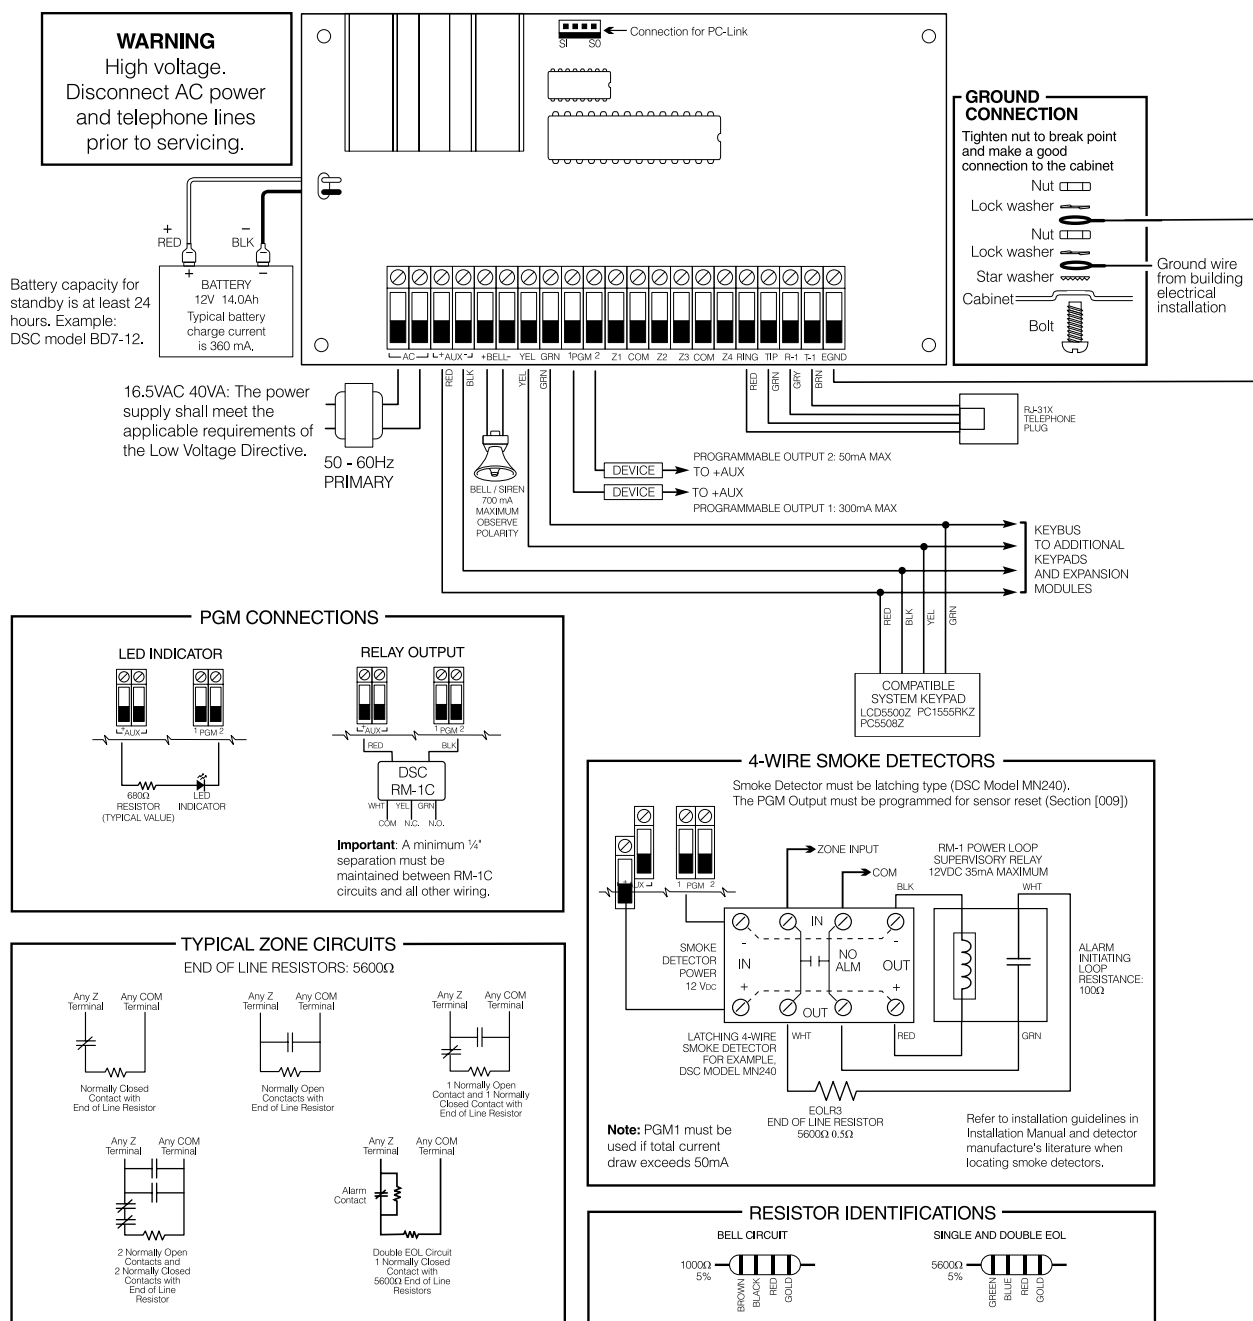 WARNING
High voltage.
Disconnect AC power
and telephone lines
prior to servicing.
SI SO
Connection for PC-Link
GROUND
CONNECTION
Tighten nut to break point
and make a good
connection to the cabinet
Nut
Lock washer
Nut
Lock washer
Star washer
Cabinet
Bolt
Ground wire
from building
electrical
installation
+ −
RED BLK
+ −
BATTERY
12V 14.0Ah
Typical battery
charge current
is 360 mA.
Battery capacity for
standby is at least 24
hours. Example:
DSC model BD7-12.
AC +AUX- +BELL- YEL GRN 1PGM 2 Z1 COM Z2 Z3 COM Z4 RING TIP R-1 T-1 EGND
RED BLK YEL GRN RED GRN GRY BRN
16.5VAC 40VA: The power
supply shall meet the
applicable requirements of
the Low Voltage Directive.
50 - 60Hz
PRIMARY
BELL / SIREN
700 mA
MAXIMUM
OBSERVE
POLARITY
RJ-31X
TELEPHONE
PLUG
PROGRAMMABLE OUTPUT 2: 50mA MAX
DEVICE TO +AUX
DEVICE TO +AUX
PROGRAMMABLE OUTPUT 1: 300mA MAX
KEYBUS
TO ADDITIONAL
KEYPADS
AND EXPANSION
MODULES
RED BLK YEL GRN
COMPATIBLE
SYSTEM KEYPAD
LCD5500Z PC1555RKZ
PC5508Z
PGM CONNECTIONS
LED INDICATOR
+AUX- 1 PGM 2
680Ω
RESISTOR
(TYPICAL VALUE)
LED
INDICATOR
RELAY OUTPUT
+AUX- 1 PGM 2
RED BLK
DSC
RM-1C
WHT YEL GRN
COM N.C. N.O.
Important: A minimum ¼"
separation must be
maintained between RM-1C
circuits and all other wiring.
4-WIRE SMOKE DETECTORS
Smoke Detector must be latching type (DSC Model MN240).
The PGM Output must be programmed for sensor reset (Section [009])
+ UX - 1 PGM 2
ZONE INPUT
COM
RM-1 POWER LOOP
SUPERVISORY RELAY
12VDC 35mA MAXIMUM
BLK WHT
SMOKE
DETECTOR
POWER
12 VDC
IN
- -
IN NO
ALM OUT
+ +
OUT
ALARM
INITIATING
LOOP
RESISTANCE:
100Ω
LATCHING 4-WIRE
SMOKE DETECTOR
FOR EXAMPLE,
DSC MODEL MN240
WHT RED GRN
EOLR3
END OF LINE RESISTOR
5600Ω 0.5Ω
Note: PGM1 must be
used if total current
draw exceeds 50mA
Refer to installation guidelines in
Installation Manual and detector
manufacture's literature when
locating smoke detectors.
TYPICAL ZONE CIRCUITS
END OF LINE RESISTORS: 5600Ω
Any Z
Terminal
Any COM
Terminal
Normally Closed
Contact with
End of Line Resistor
Any Z
Terminal
Any COM
Terminal
Normally Open
Conctacts with
End of Line Resistor
Any Z
Terminal
Any COM
Terminal
1 Normally Open
Contact and 1 Normally
Closed Contact with
End of Line Resistor
Any Z
Terminal
Any COM
Terminal
2 Normally Open
Contacts and
2 Normally Closed
Contacts with
End of Line
Resistor
Any Z
Terminal
Any COM
Terminal
Alarm
Contact
Double EOL Circuit
1 Normally Closed
Contact with
5600Ω End of Line
Resistors
RESISTOR IDENTIFICATIONS
BELL CIRCUIT
1000Ω
5%
BROWN BLACK RED GOLD
SINGLE AND DOUBLE EOL
5600Ω
5%
GREEN BLUE RED GOLD